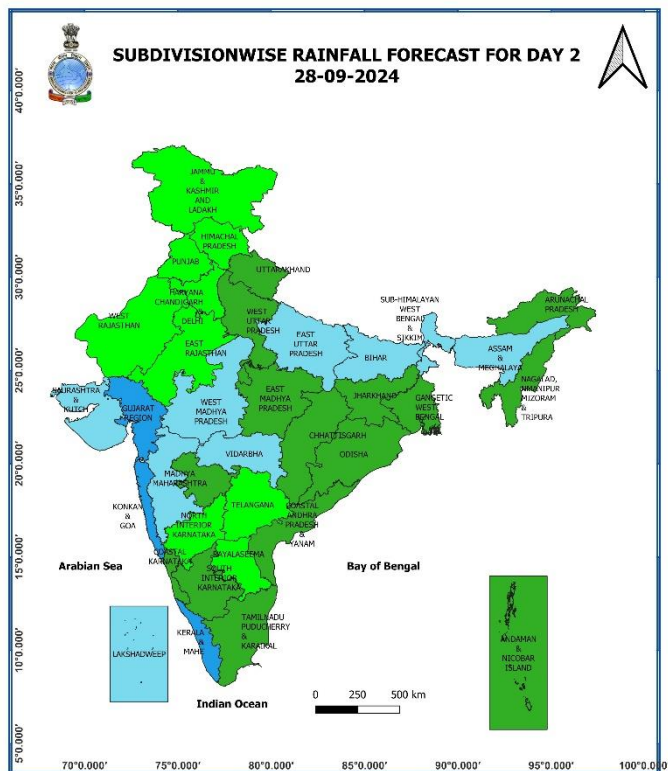 SUBDIVISIONWISE RAINFALL FORECAST FOR DAY 2
28-09-2024
40°0.000'
35°0.000'
30°0.000'
25°0.000'
20°0.000'
15°0.000'
10°0.000'
5°0.000'
JAMMU
&
KASHMIR
AND
LADAKH
HIMACHAL
PRADESH
PUNJAB
UTTARAKHAND
HARYANA
CHANDIGARH
&
DELHI
WEST
RAJASTHAN
EAST
RAJASTHAN
WEST
UTTAR
PRADESH
EAST
UTTAR
PRADESH
SUB-HIMALAYAN
WEST
BENGAL
&
SIKKIM
ARUNACHAL
PRADESH
BIHAR
ASSAM
&
MEGHALAYA
SAURASHTRA
&
KUTCH
GUJARAT
REGION
WEST
MADHYA
PRADESH
EAST
MADHYA
PRADESH
JHARKHAND
GANGETIC
WEST
BENGAL
NAGALAD,
MIZORAM
&
TRIPURA
CHHATTISGARH
ODISHA
VIDARBHA
MADHYA
MAHARASHTRA
KONKAN
&
GOA
TELANGANA
NORTH
INTERIOR
KARNATAKA
COASTAL
ANDHRA
PRADESH
&
YANAM
COASTAL
KARNATAKA
RAYALASEEMA
SOUTH
INTERIOR
KARNATAKA
Arabian Sea
Bay of Bengal
LAKSHADWEEP
KERALA
&
MAHE
TAMILNADU
PUDUCHERRY
&
KARAIKAL
ANDAMAN
&
NICOBAR
ISLAND
Indian Ocean
0 250 500 km
70°0.000' 75°0.000' 80°0.000' 85°0.000' 90°0.000' 95°0.000'